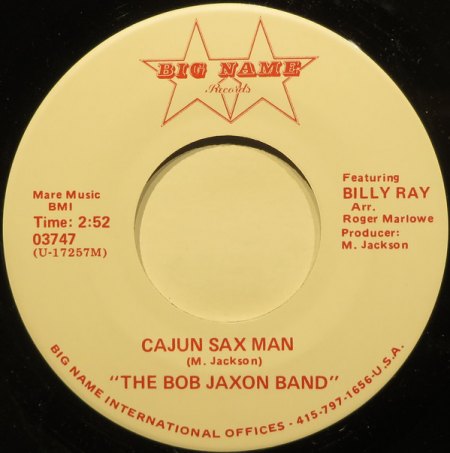 BIG NAME
Records
Mare Music
BMI
Time: 2:52
03747
(U-17257M)
Featuring
BILLY RAY
Arr.
Roger Marlowe
Producer:
M. Jackson
CAJUN SAX MAN
(M. Jackson)
"THE BOB JAXON BAND"
BIG NAME INTERNATIONAL OFFICES - 415-797-1656-U.S.A.